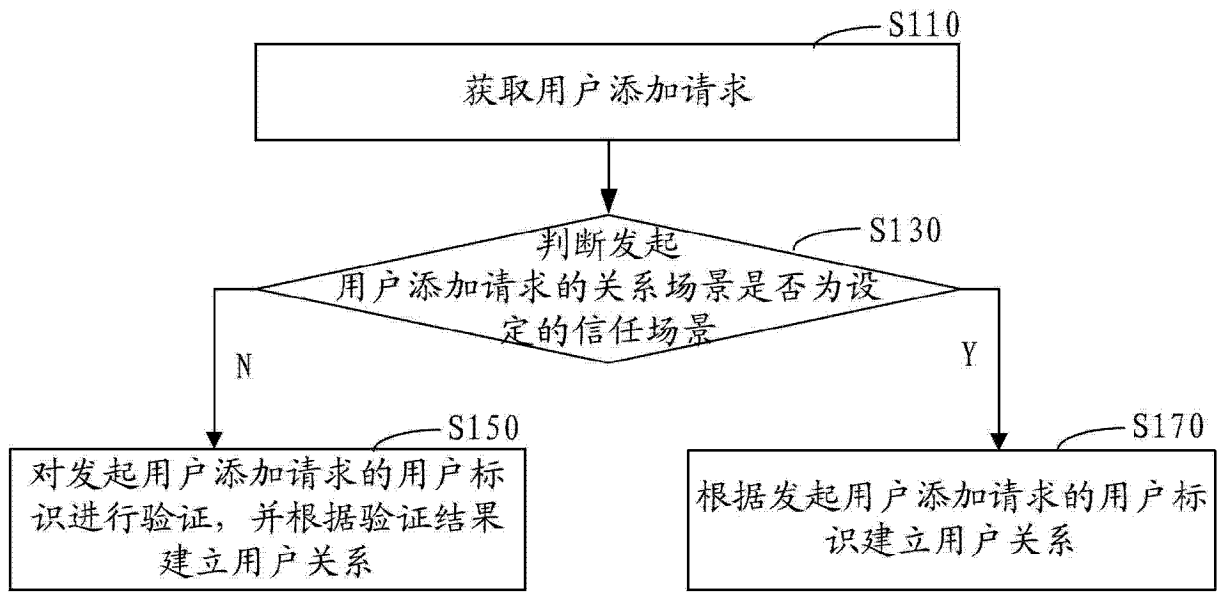 S110
获取用户添加请求
S130
判断发起
用户添加请求的关系场景是否为设
定的信任场景
N
Y
S150
对发起用户添加请求的用户标
识进行验证，并根据验证结果
建立用户关系
S170
根据发起用户添加请求的用户标
识建立用户关系